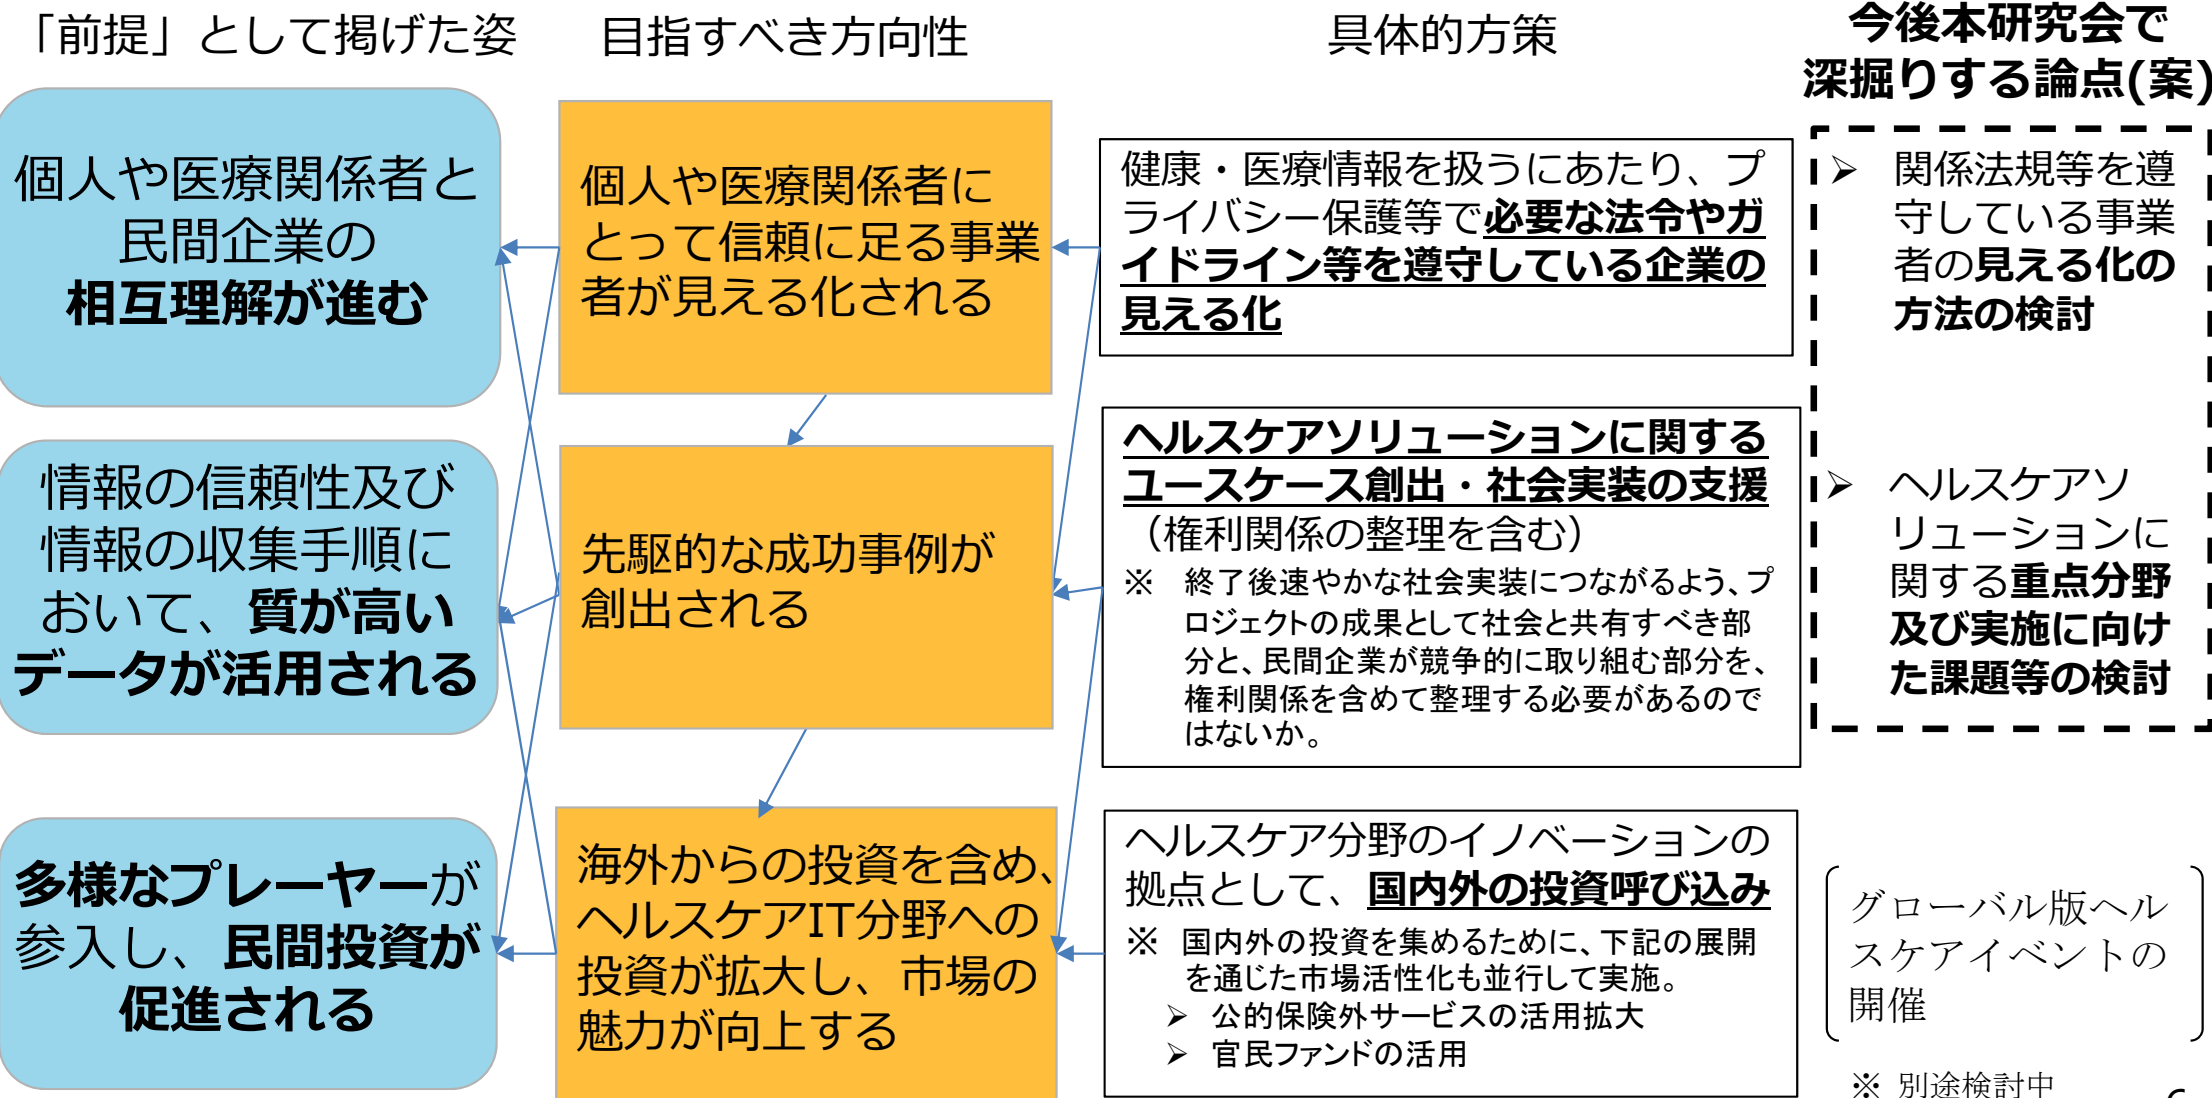 「前提」として掲げた姿
目指すべき方向性
具体的方策
今後本研究会で
深掘りする論点(案)
個人や医療関係者と
民間企業の
相互理解が進む
個人や医療関係者に
とって信頼に足る事業
者が見える化される
健康・医療情報を扱うにあたり、プ
ライバシー保護等で必要な法令やガ
イドライン等を遵守している企業の
見える化
➢ 関係法規等を遵
守している事業
者の見える化の
方法の検討
情報の信頼性及び
情報の収集手順に
おいて、質が高い
データが活用される
先駆的な成功事例が
創出される
ヘルスケアソリューションに関する
ユースケース創出・社会実装の支援
（権利関係の整理を含む）
※ 終了後速やかな社会実装につながるよう、プ
ロジェクトの成果として社会と共有すべき部
分と、民間企業が競争的に取り組む部分を、
権利関係を含めて整理する必要があるので
はないか。
➢ ヘルスケアソ
リューションに
関する重点分野
及び実施に向け
た課題等の検討
多様なプレーヤーが
参入し、民間投資が
促進される
海外からの投資を含め、
ヘルスケアIT分野への
投資が拡大し、市場の
魅力が向上する
ヘルスケア分野のイノベーションの
拠点として、国内外の投資呼び込み
※ 国内外の投資を集めるために、下記の展開
を通じた市場活性化も並行して実施。
➢ 公的保険外サービスの活用拡大
➢ 官民ファンドの活用
グローバル版ヘル
スケアイベントの
開催
※ 別途検討中